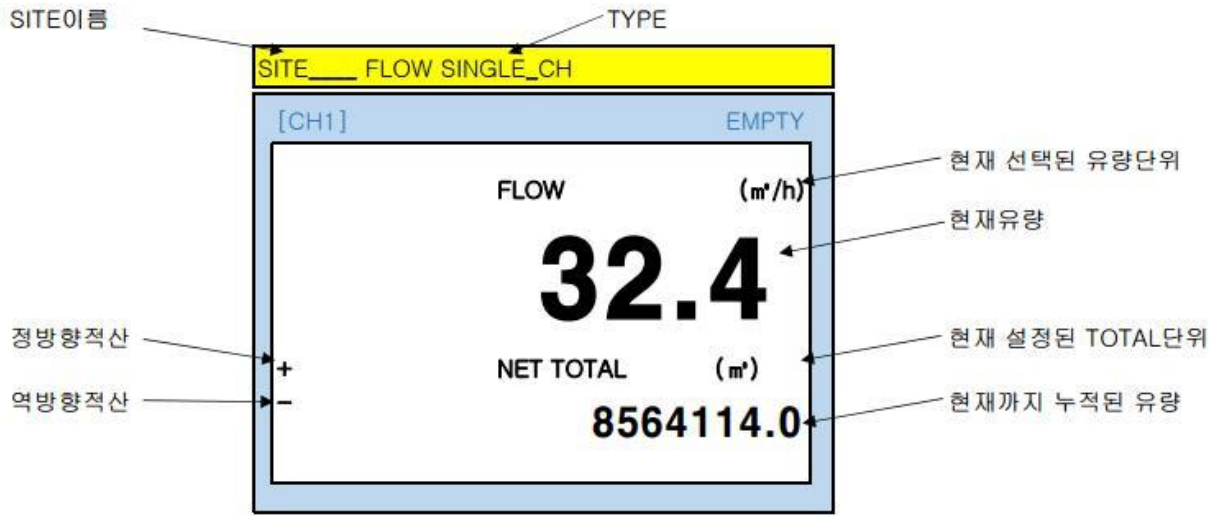 SITE이름
TYPE
SITE____ FLOW SINGLE_CH
[CH1] EMPTY
현재 선택된 유량단위
FLOW (㎥/h)
현재유량
32.4
정방향적산
현재 설정된 TOTAL단위
+ NET TOTAL (㎥)
역방향적산
−
현재까지 누적된 유량
8564114.0